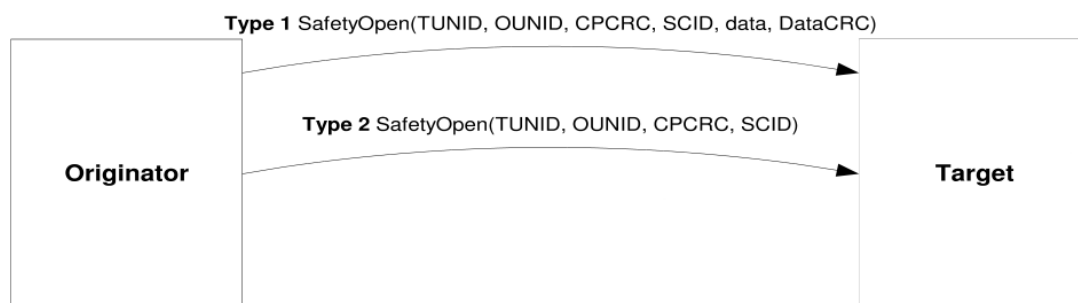 Type 1 SafetyOpen(TUNID, OUNID, CPCRC, SCID, data, DataCRC)
Type 2 SafetyOpen(TUNID, OUNID, CPCRC, SCID)
Originator
Target